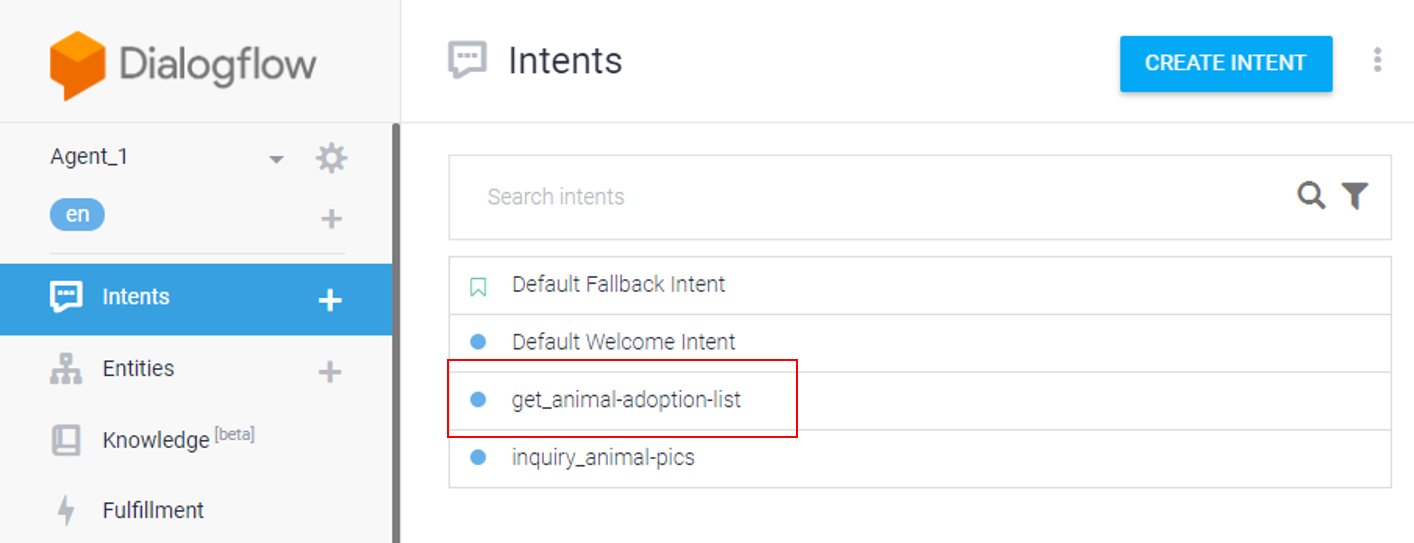 Dialogflow
Agent_1
en
Intents
Entities
Knowledge [beta]
Fulfillment
Intents
CREATE INTENT
Search intents
Default Fallback Intent
Default Welcome Intent
get_animal-adoption-list
inquiry_animal-pics